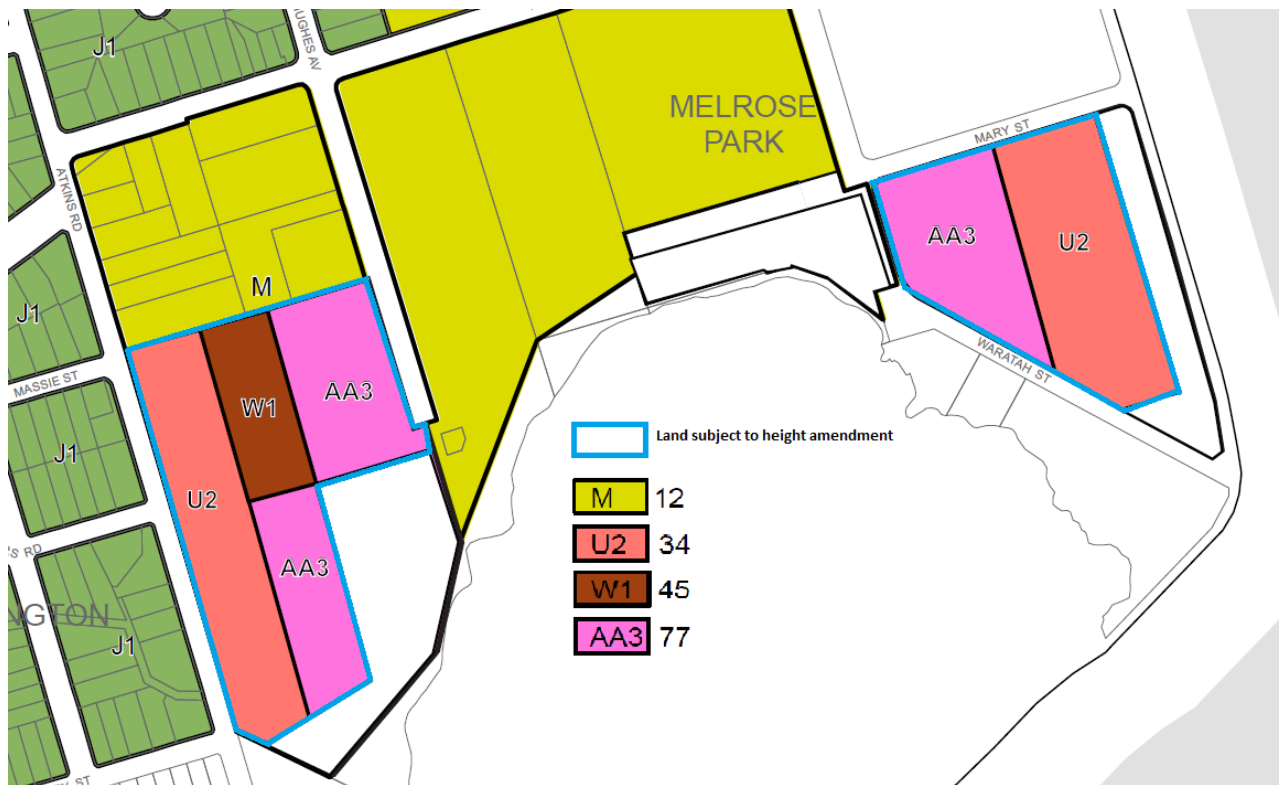 J1
HUGHES AV
MELROSE
PARK
MARY ST
ATKINS RD
AA3
U2
M
J1
MASSIE ST
WARATAH ST
AA3
W1
J1
U2
Land subject to height amendment
M 12
U2 34
W1 45
AA3 77
'S RD
AA3
NGTON
J1
ST